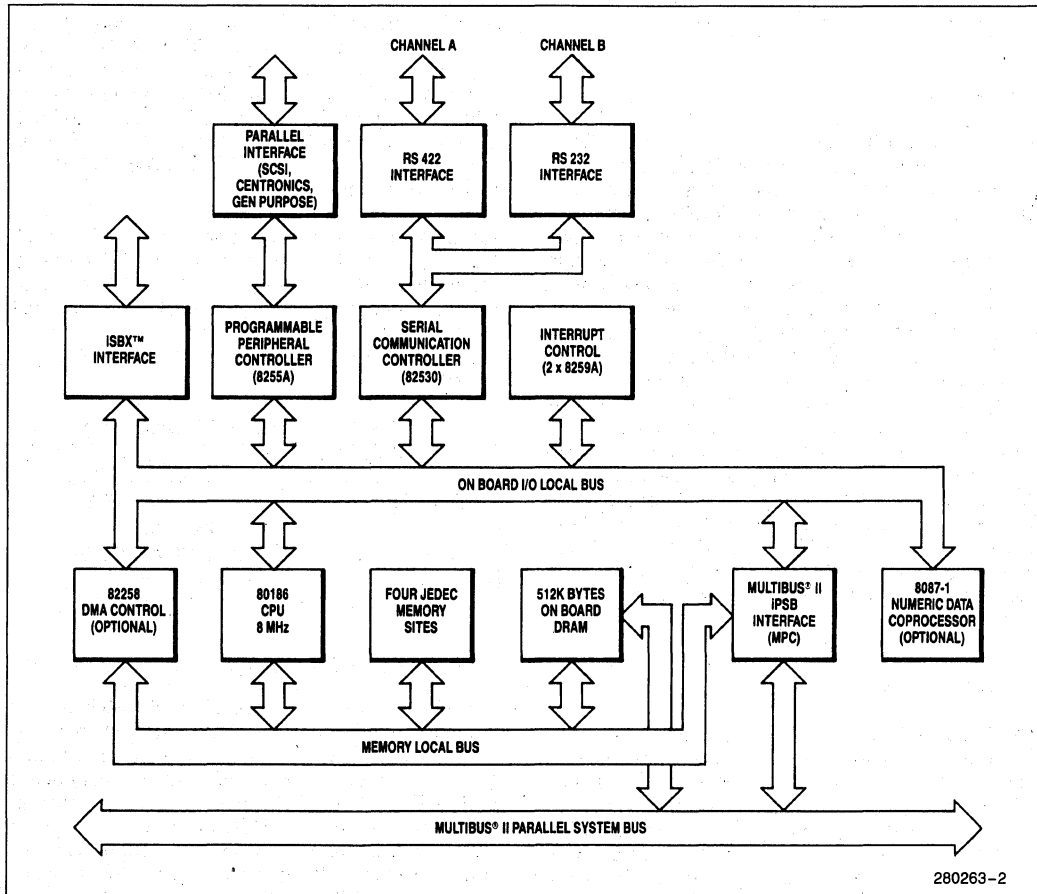 CHANNEL A
CHANNEL B
PARALLEL
INTERFACE
(SCSI,
CENTRONICS,
GEN PURPOSE)
RS 422
INTERFACE
RS 232
INTERFACE
iSBX™
INTERFACE
PROGRAMMABLE
PERIPHERAL
CONTROLLER
(8255A)
SERIAL
COMMUNICATION
CONTROLLER
(82530)
INTERRUPT
CONTROL
(2 x 8259A)
ON BOARD I/O LOCAL BUS
82258
DMA CONTROL
(OPTIONAL)
80186
CPU
8 MHz
FOUR JEDEC
MEMORY
SITES
512K BYTES
ON BOARD
DRAM
MULTIBUS® II
iPSB
INTERFACE
(MPC)
8087-1
NUMERIC DATA
COPROCESSOR
(OPTIONAL)
MEMORY LOCAL BUS
MULTIBUS® II PARALLEL SYSTEM BUS
280263-2